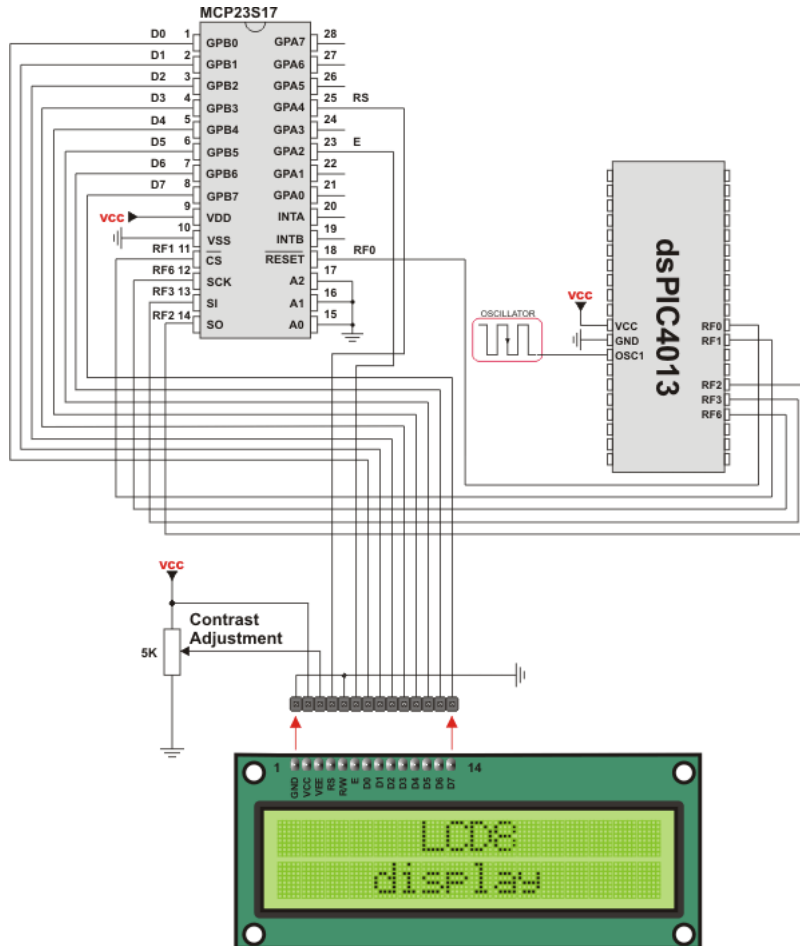 MCP23S17
D0 1 GPB0 GPA7 28
D1 2 GPB1 GPA6 27
D2 3 GPB2 GPA5 26
D3 4 GPB3 GPA4 25 RS
D4 5 GPB4 GPA3 24
D5 6 GPB5 GPA2 23 E
D6 7 GPB6 GPA1 22
D7 8 GPB7 GPA0 21
vcc 9 VDD INTA 20
10 VSS INTB 19
RF1 11 CS RESET 18 RF0
RF6 12 SCK A2 17
RF3 13 SI A1 16
RF2 14 SO A0 15
dsPIC4013
vcc
OSCILLATOR
VCC RF0
GND RF1
OSC1
RF2
RF3
RF6
vcc
Contrast
Adjustment
5K
1 14
GND VCC VEE RS R/W E D0 D1 D2 D3 D4 D5 D6 D7
LCD8
display